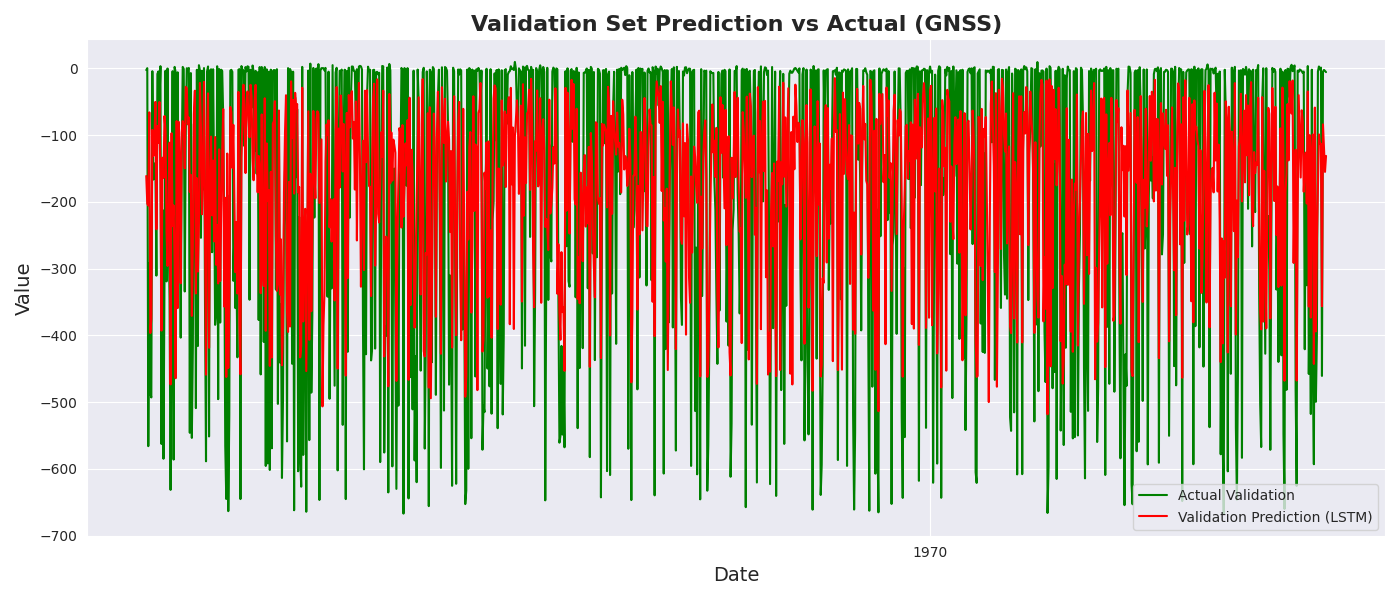 Validation Set Prediction vs Actual (GNSS)
Value
0
−100
−200
−300
−400
−500
−600
−700
Actual Validation
Validation Prediction (LSTM)
1970
Date